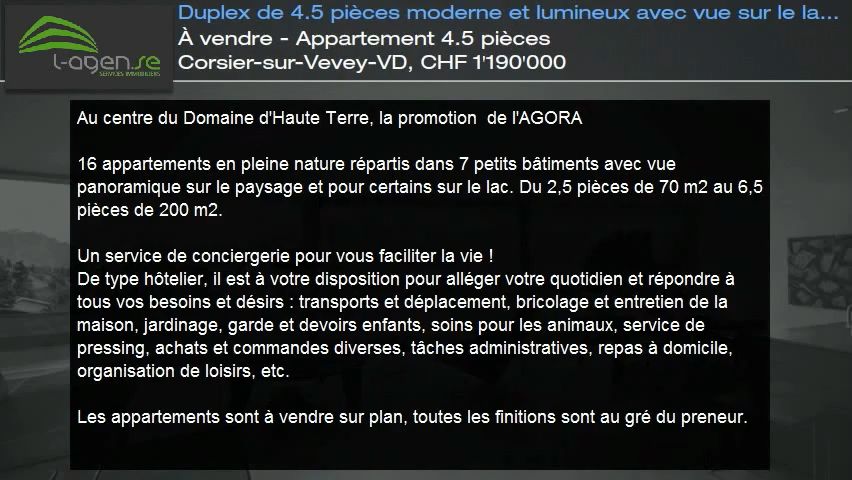 Duplex de 4.5 pièces moderne et lumineux avec vue sur le la...
À vendre - Appartement 4.5 pièces
Corsier-sur-Vevey-VD, CHF 1'190'000
l-agen.se
SERVICES IMMOBILIERS
Au centre du Domaine d'Haute Terre, la promotion  de l'AGORA
16 appartements en pleine nature répartis dans 7 petits bâtiments avec vue
panoramique sur le paysage et pour certains sur le lac. Du 2,5 pièces de 70 m2 au 6,5
pièces de 200 m2.
Un service de conciergerie pour vous faciliter la vie !
De type hôtelier, il est à votre disposition pour alléger votre quotidien et répondre à
tous vos besoins et désirs : transports et déplacement, bricolage et entretien de la
maison, jardinage, garde et devoirs enfants, soins pour les animaux, service de
pressing, achats et commandes diverses, tâches administratives, repas à domicile,
organisation de loisirs, etc.
Les appartements sont à vendre sur plan, toutes les finitions sont au gré du preneur.